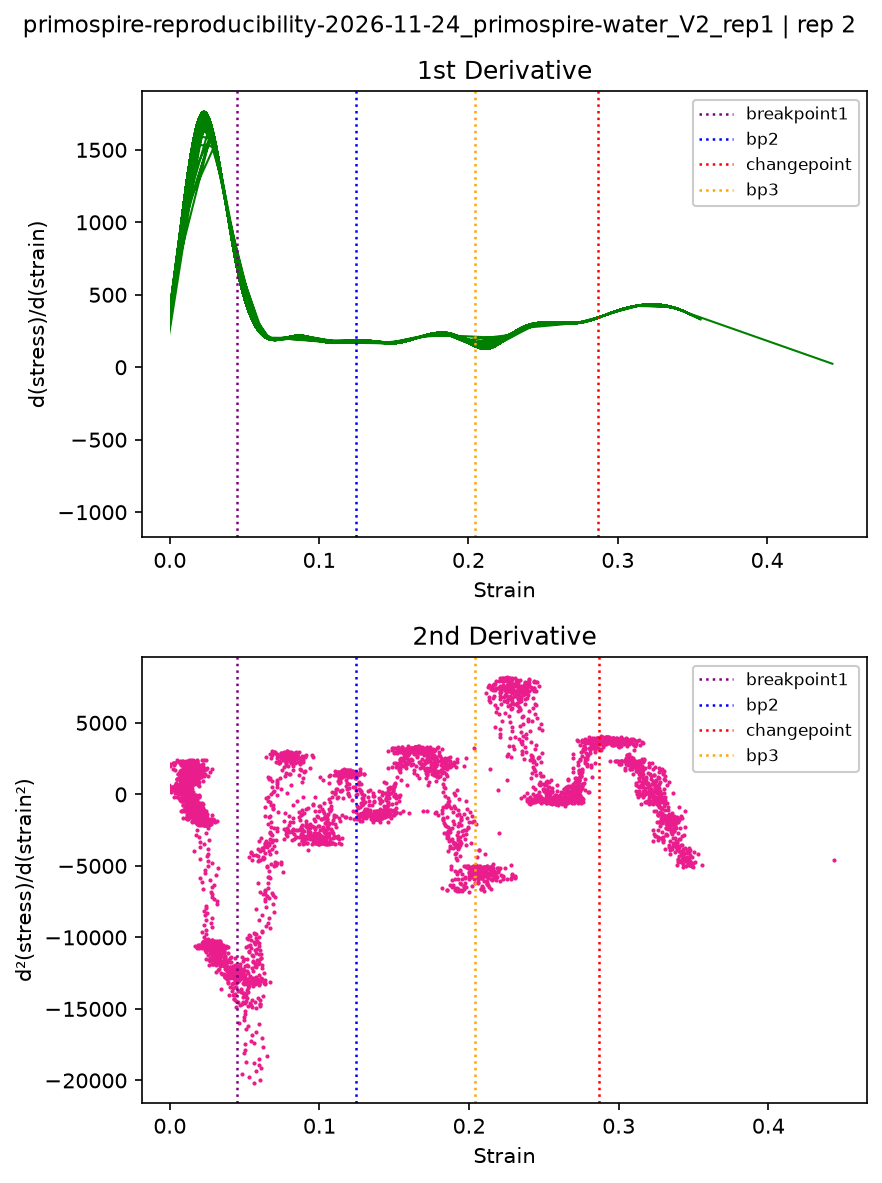 primospire-reproducibility-2026-11-24_primospire-water_V2_rep1 | rep 2
1st Derivative
d(stress)/d(strain)
1500
1000
500
0
−500
−1000
breakpoint1
bp2
changepoint
bp3
0.0 0.1 0.2 0.3 0.4
Strain
2nd Derivative
d²(stress)/d(strain²)
5000
0
−5000
−10000
−15000
−20000
breakpoint1
bp2
changepoint
bp3
0.0 0.1 0.2 0.3 0.4
Strain